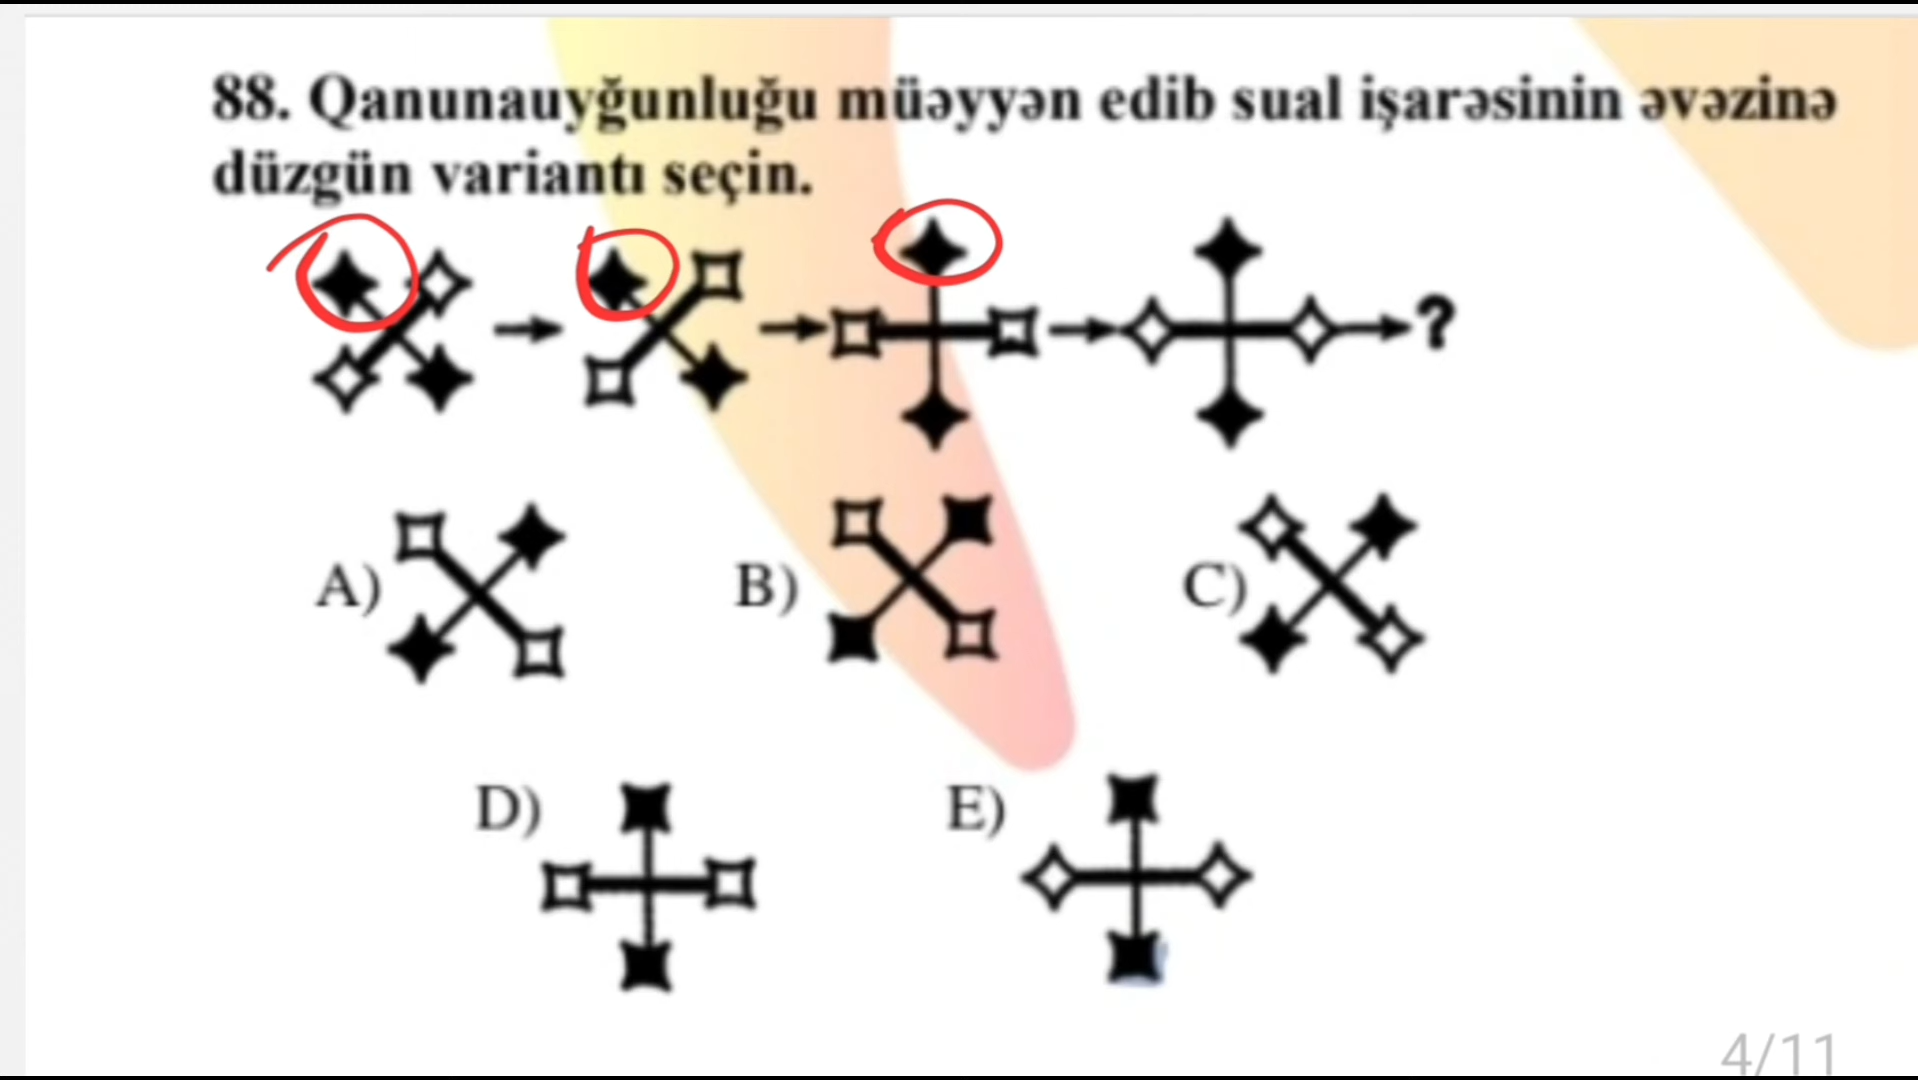 88. Qanunauyğunluğu müəyyən edib sual işarəsinin əvəzinə
düzgün variantı seçin.
?
A)
B)
C)
D)
E)
4/11